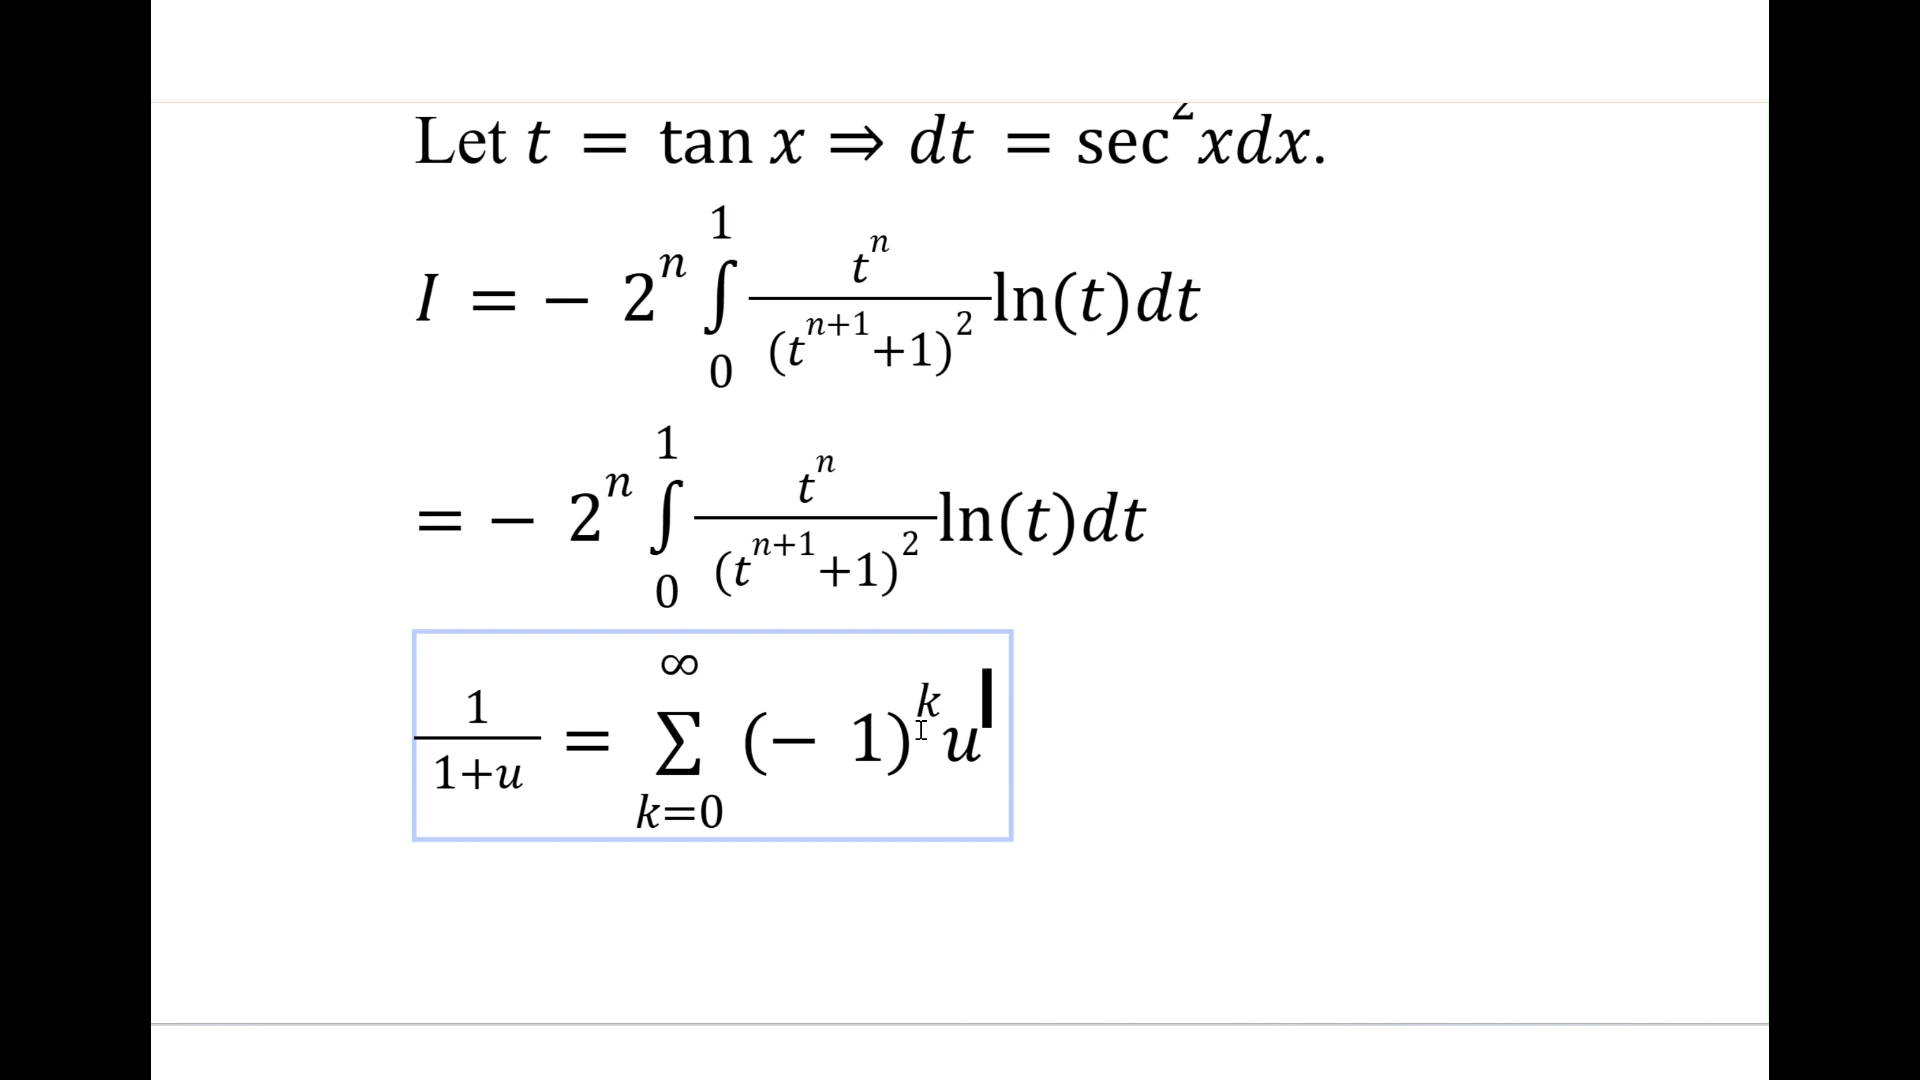 Let t = tan x ⇒ dt = sec²xdx.
I = − 2ⁿ ∫₀¹ tⁿ/(tⁿ⁺¹+1)² ln(t)dt
= − 2ⁿ ∫₀¹ tⁿ/(tⁿ⁺¹+1)² ln(t)dt
1/(1+u) = ∑_{k=0}^{∞} (− 1)ᵏu